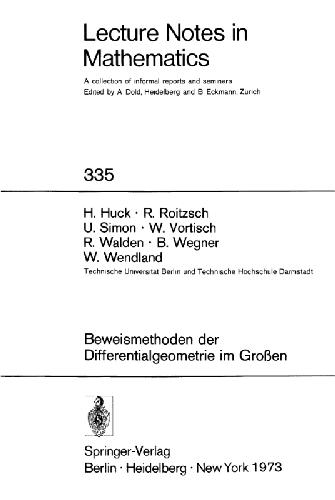 Lecture Notes in
Mathematics
A collection of informal reports and seminars
Edited by A. Dold, Heidelberg and B. Eckmann, Zürich
335
H. Huck · R. Roitzsch
U. Simon · W. Vortisch
R. Walden · B. Wegner
W. Wendland
Technische Universität Berlin und Technische Hochschule Darmstadt
Beweismethoden der
Differentialgeometrie im Großen
Springer-Verlag
Berlin · Heidelberg · New York 1973